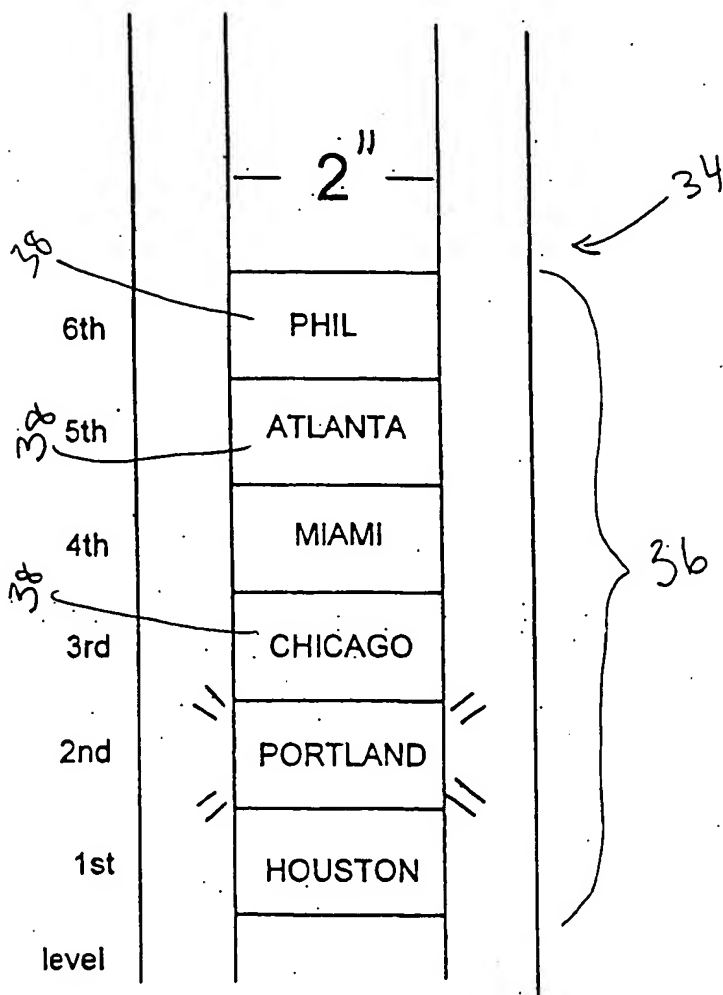 2"
34
38
6th PHIL
38 5th ATLANTA
4th MIAMI
36
38
3rd CHICAGO
2nd PORTLAND
1st HOUSTON
level